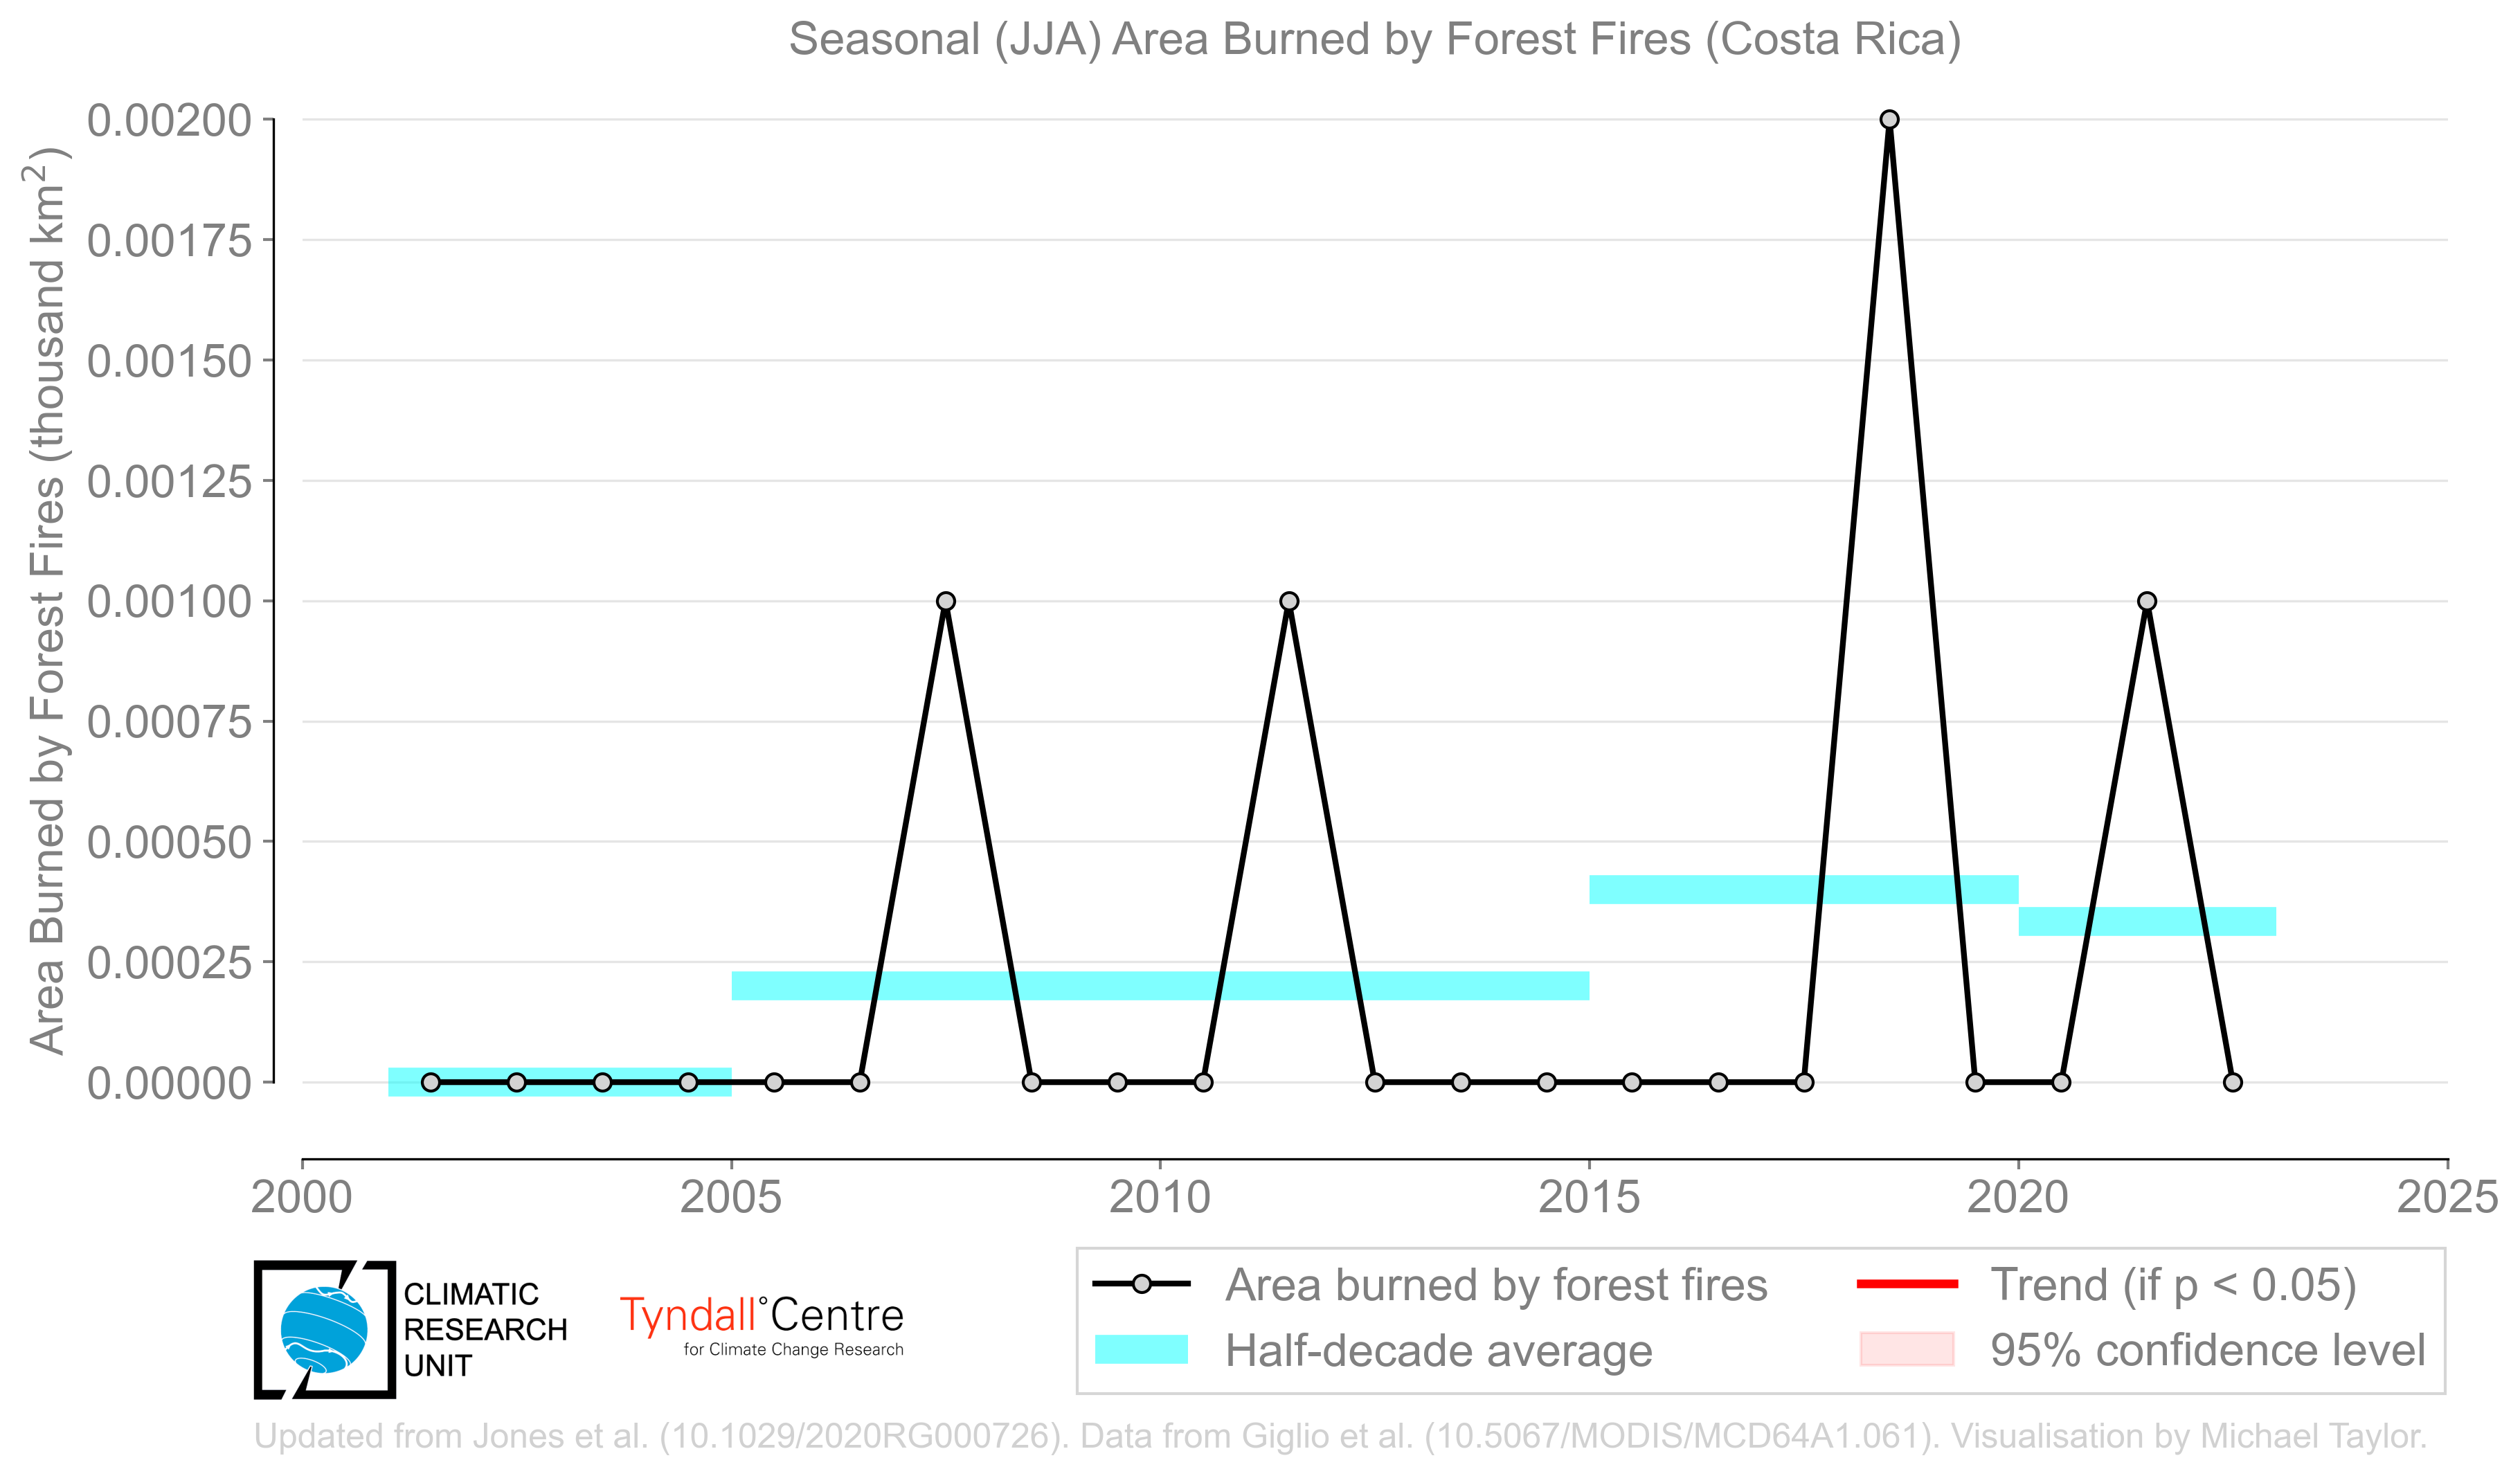 Seasonal (JJA) Area Burned by Forest Fires (Costa Rica)
Area Burned by Forest Fires (thousand km²)
0.00200
0.00175
0.00150
0.00125
0.00100
0.00075
0.00050
0.00025
0.00000
2000 2005 2010 2015 2020 2025
CLIMATIC
RESEARCH
UNIT
Tyndall°Centre
for Climate Change Research
Area burned by forest fires
Half-decade average
Trend (if p < 0.05)
95% confidence level
Updated from Jones et al. (10.1029/2020RG000726). Data from Giglio et al. (10.5067/MODIS/MCD64A1.061). Visualisation by Michael Taylor.